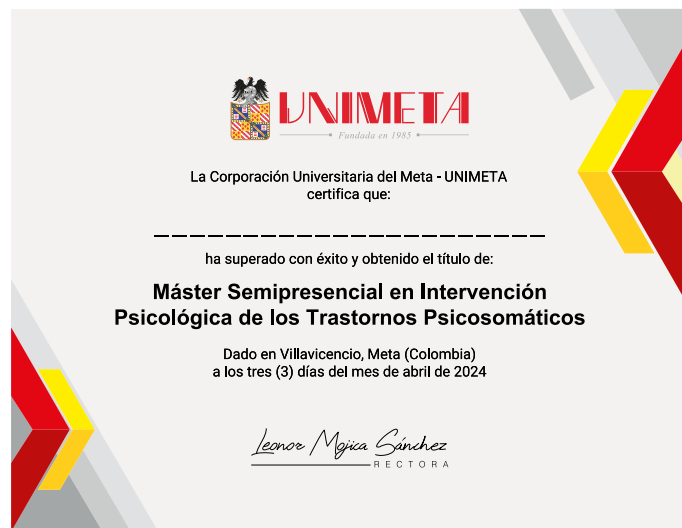 UNIMETA
Fundada en 1985
La Corporación Universitaria del Meta - UNIMETA
certifica que:
ha superado con éxito y obtenido el título de:
Máster Semipresencial en Intervención
Psicológica de los Trastornos Psicosomáticos
Dado en Villavicencio, Meta (Colombia)
a los tres (3) días del mes de abril de 2024
Leonor Mojica Sánchez
RECTORA